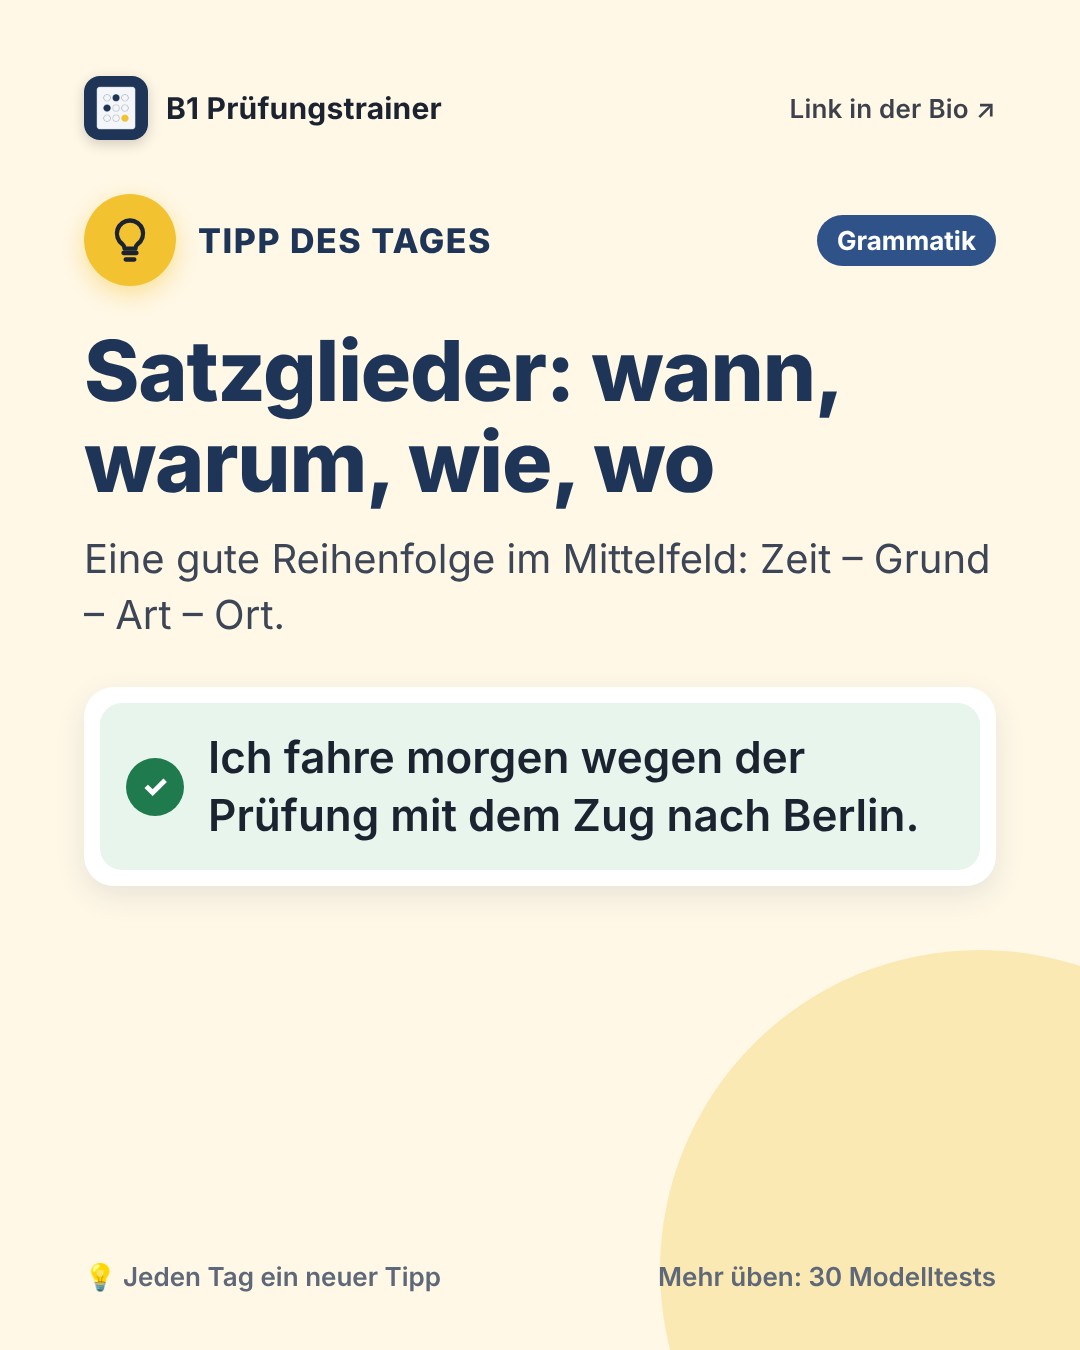 B1 Prüfungstrainer
Link in der Bio ↗
TIPP DES TAGES
Grammatik
Satzglieder: wann,
warum, wie, wo
Eine gute Reihenfolge im Mittelfeld: Zeit – Grund
– Art – Ort.
Ich fahre morgen wegen der
Prüfung mit dem Zug nach Berlin.
💡 Jeden Tag ein neuer Tipp
Mehr üben: 30 Modelltests